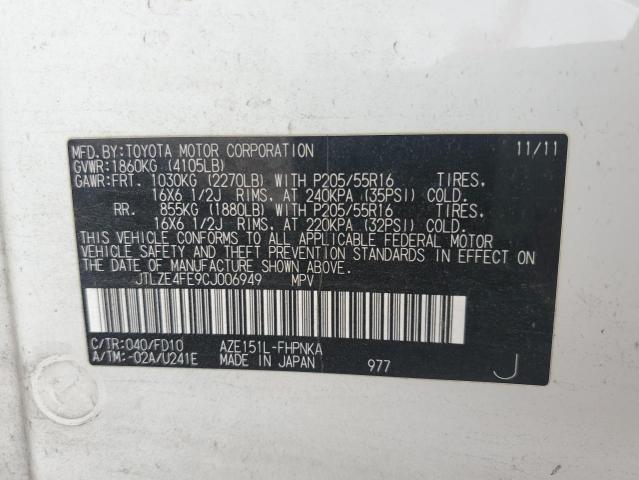 MFD.BY:TOYOTA MOTOR CORPORATION 11/11
GVWR:1860KG (4105LB)
GAWR:FRT. 1030KG (2270LB) WITH P205/55R16 TIRES,
16X6 1/2J RIMS, AT 240KPA (35PSI) COLD.
RR. 855KG (1880LB) WITH P205/55R16 TIRES,
16X6 1/2J RIMS, AT 220KPA (32PSI) COLD.
THIS VEHICLE CONFORMS TO ALL APPLICABLE FEDERAL MOTOR
VEHICLE SAFETY, BUMPER, AND THEFT PREVENTION STANDARDS IN EFFECT
ON THE DATE OF MANUFACTURE SHOWN ABOVE.
JTLZE4FE9CJ006949 MPV
C/TR:040/FD10 AZE151L-FHPNKA
A/TM:-02A/U241E MADE IN JAPAN 977 J